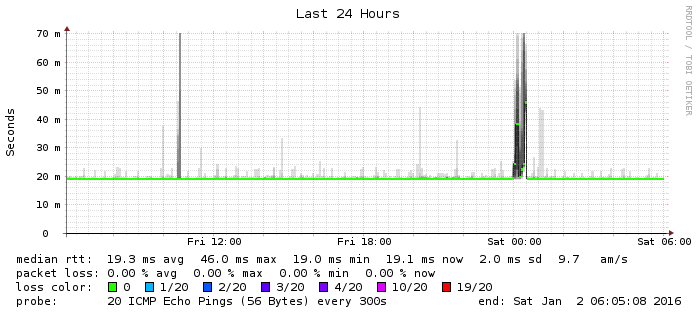 Last 24 Hours
RRDTOOL / TOBI OETIKER
Seconds
70 m
60 m
50 m
40 m
30 m
20 m
10 m
0
Fri 12:00 Fri 18:00 Sat 00:00 Sat 06:00
median rtt: 19.3 ms avg 46.0 ms max 19.0 ms min 19.1 ms now 2.0 ms sd 9.7 am/s
packet loss: 0.00 % avg 0.00 % max 0.00 % min 0.00 % now
loss color: 0 1/20 2/20 3/20 4/20 10/20 19/20
probe: 20 ICMP Echo Pings (56 Bytes) every 300s end: Sat Jan 2 06:05:08 2016